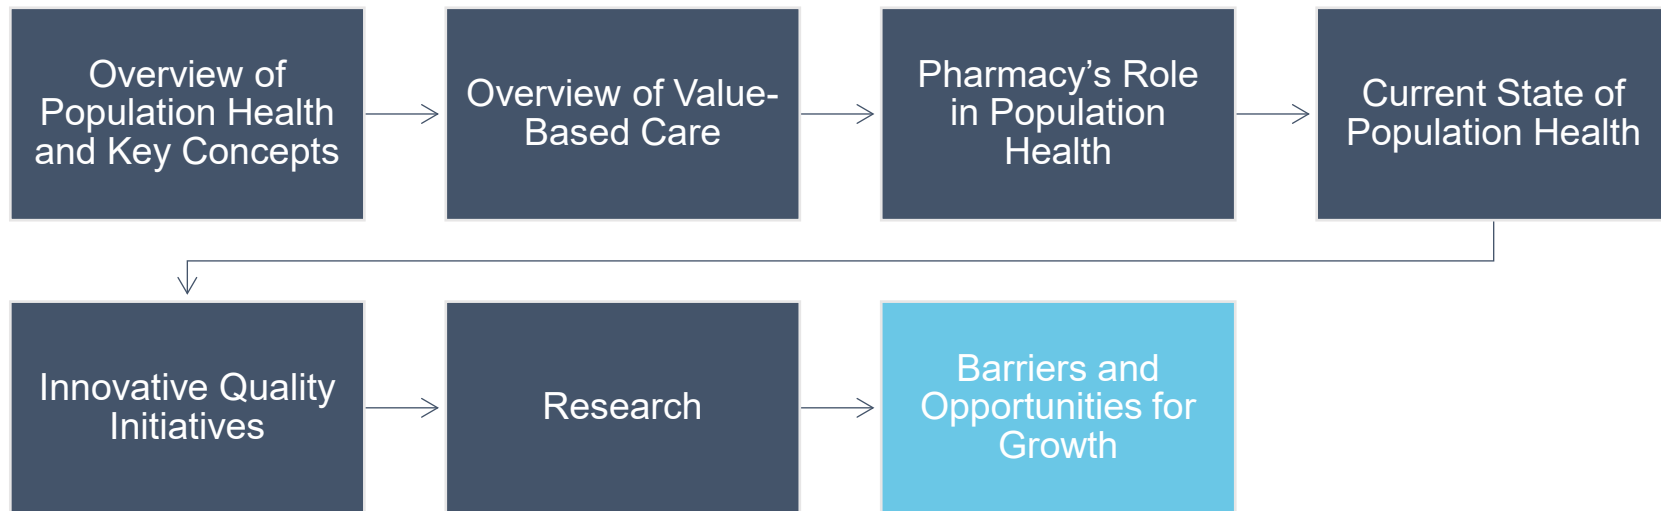 Overview of
Population Health
and Key Concepts
Overview of Value-
Based Care
Pharmacy’s Role
in Population
Health
Current State of
Population Health
Innovative Quality
Initiatives
Research
Barriers and
Opportunities for
Growth